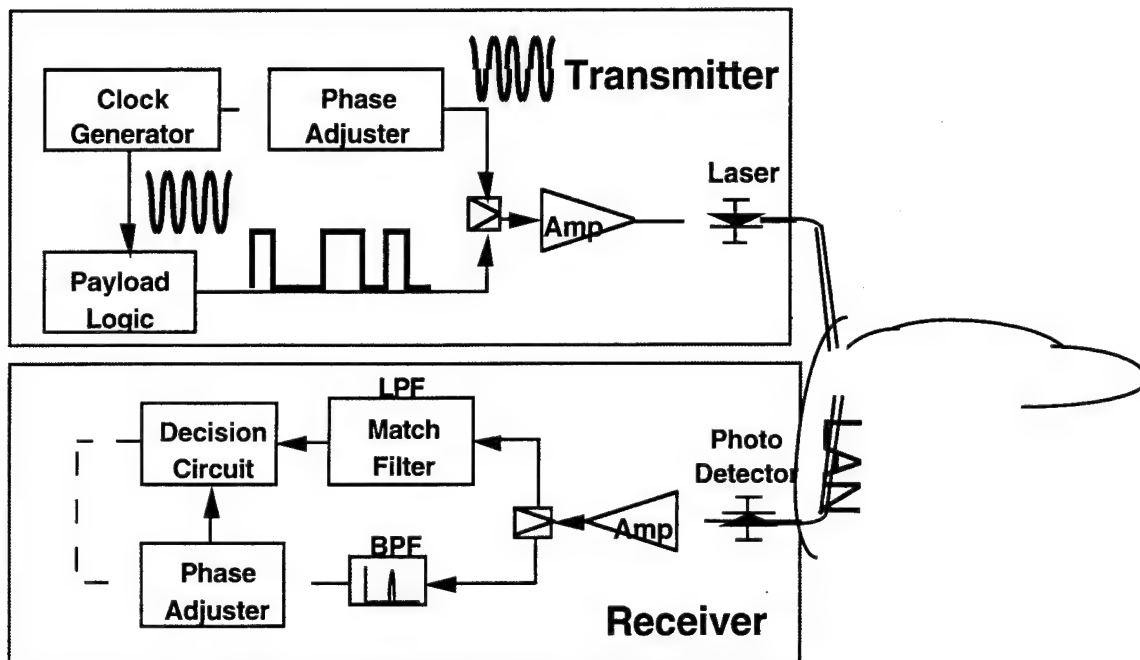 Transmitter
Clock
Generator
Phase
Adjuster
Laser
Amp
Payload
Logic
LPF
Decision
Circuit
Match
Filter
Photo
Detector
LAN
Amp
BPF
Phase
Adjuster
Receiver